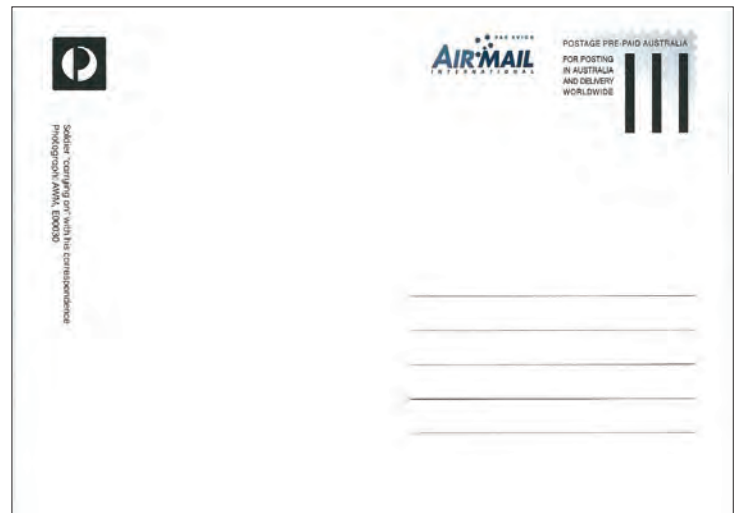 PAR AVION
AIR MAIL
INTERNATIONAL
POSTAGE PRE-PAID AUSTRALIA
FOR POSTING
IN AUSTRALIA
AND DELIVERY
WORLDWIDE
Soldier "carrying on" with his correspondence
Photograph: AWM, E00030